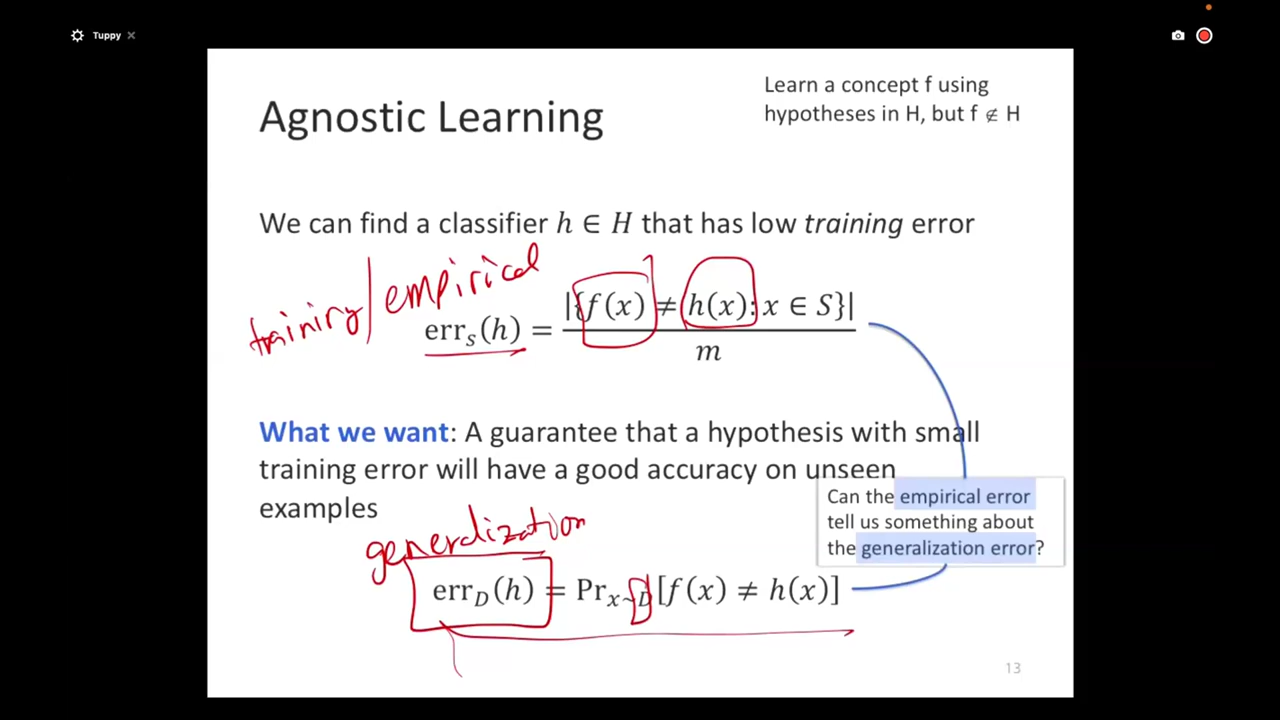 Tuppy
Agnostic Learning
Learn a concept f using
hypotheses in H, but f ∉ H
We can find a classifier h ∈ H that has low training error
training/empirical
err_S(h) = |{f(x) ≠ h(x): x ∈ S}| / m
What we want: A guarantee that a hypothesis with small
training error will have a good accuracy on unseen
examples
Can the empirical error
tell us something about
the generalization error?
generalization
err_D(h) = Pr_{x~D}[f(x) ≠ h(x)]
13